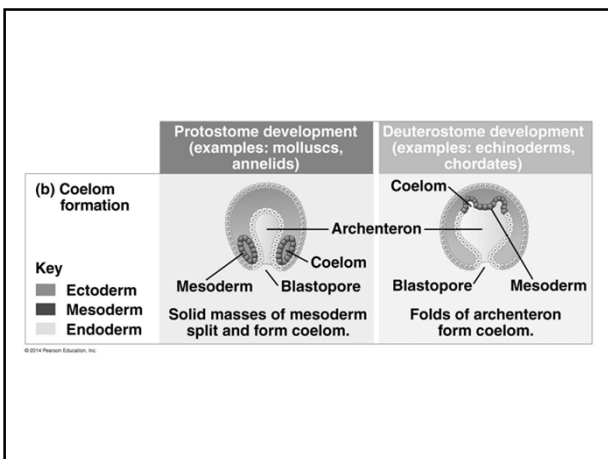 Protostome development
(examples: molluscs,
annelids)
Deuterostome development
(examples: echinoderms,
chordates)
(b) Coelom
formation
Key
Ectoderm
Mesoderm
Endoderm
Archenteron
Coelom
Mesoderm
Blastopore
Solid masses of mesoderm
split and form coelom.
Coelom
Blastopore
Mesoderm
Folds of archenteron
form coelom.
© 2014 Pearson Education, Inc.